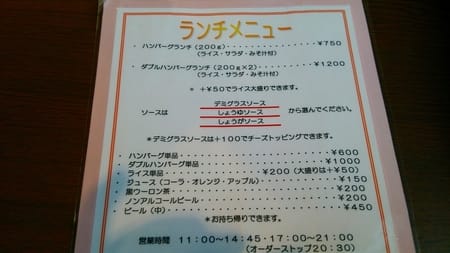 ランチメニュー
・ハンバーグランチ(200g)・・・・・・・・・・¥750
(ライス・サラダ・みそ汁付)
・ダブルハンバーグランチ(200g×2)・・・・・・¥1200
(ライス・サラダ・みそ汁付)
*+¥50でライス大盛りできます。
デミグラスソース
ソースは しょうゆソース から選んでください。
しょうがソース
*デミグラスソースは+100でチーズトッピングできます。
・ハンバーグ単品・・・・・・・・・・・・¥600
・ダブルハンバーグ単品・・・・・・・・・¥1000
・ライス単品・・・・・・・・¥200(大盛りは+¥50)
・ジュース(コーラ・オレンジ・アップル)・・・・¥150
・黒ウーロン茶・・・・・・・・・・・・・¥200
・ノンアルコールビール・・・・・・・・・¥200
・ビール(中)・・・・・・・・・・・・・¥450
*お持ち帰りできます。
営業時間 11:00~14:45・17:00~21:00
(オーダーストップ20:30)